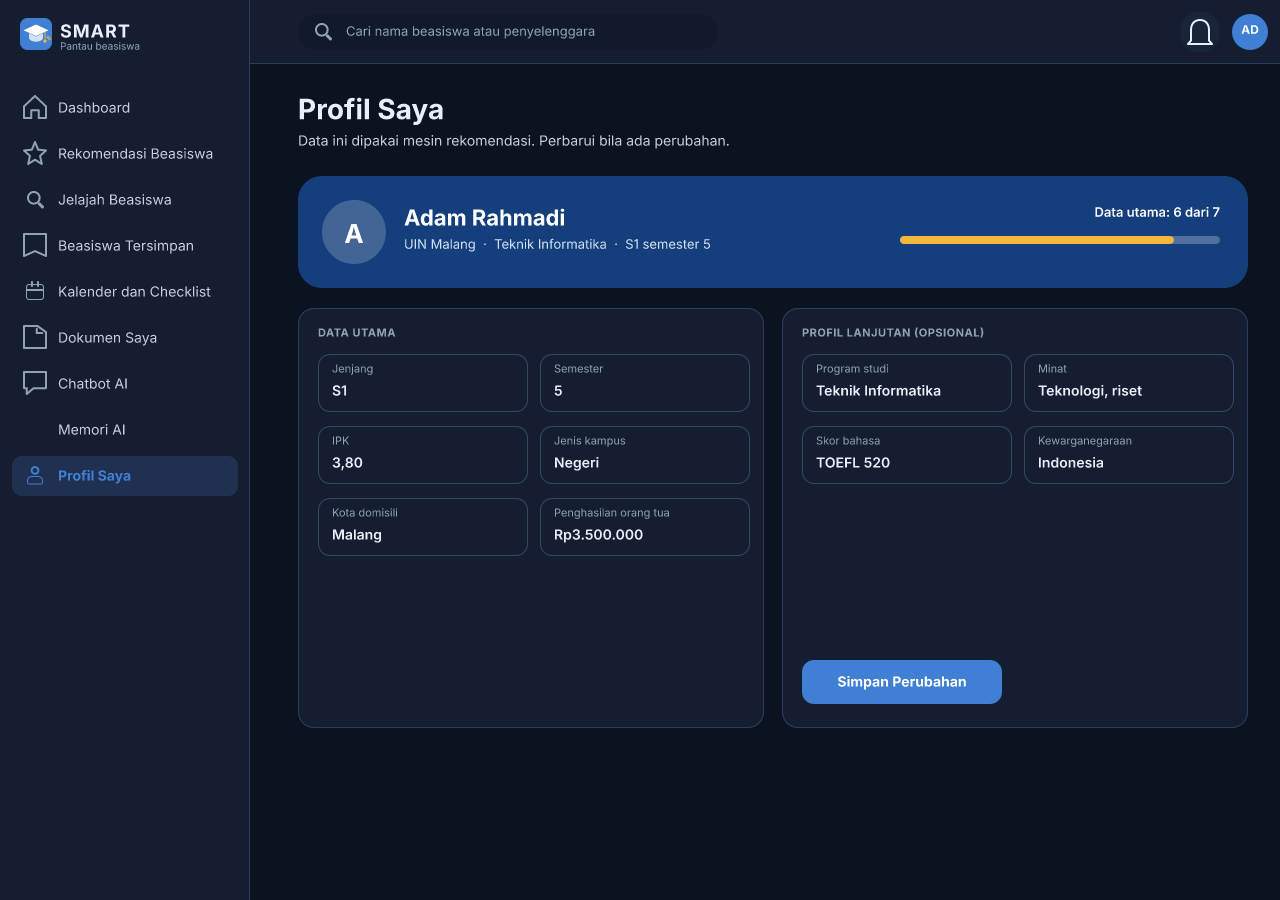 SMART
Pantau beasiswa
Cari nama beasiswa atau penyelenggara
AD
Dashboard
Rekomendasi Beasiswa
Jelajah Beasiswa
Beasiswa Tersimpan
Kalender dan Checklist
Dokumen Saya
Chatbot AI
Memori AI
Profil Saya
Profil Saya
Data ini dipakai mesin rekomendasi. Perbarui bila ada perubahan.
A
Adam Rahmadi
UIN Malang · Teknik Informatika · S1 semester 5
Data utama: 6 dari 7
DATA UTAMA
Jenjang
S1
Semester
5
IPK
3,80
Jenis kampus
Negeri
Kota domisili
Malang
Penghasilan orang tua
Rp3.500.000
PROFIL LANJUTAN (OPSIONAL)
Program studi
Teknik Informatika
Minat
Teknologi, riset
Skor bahasa
TOEFL 520
Kewarganegaraan
Indonesia
Simpan Perubahan